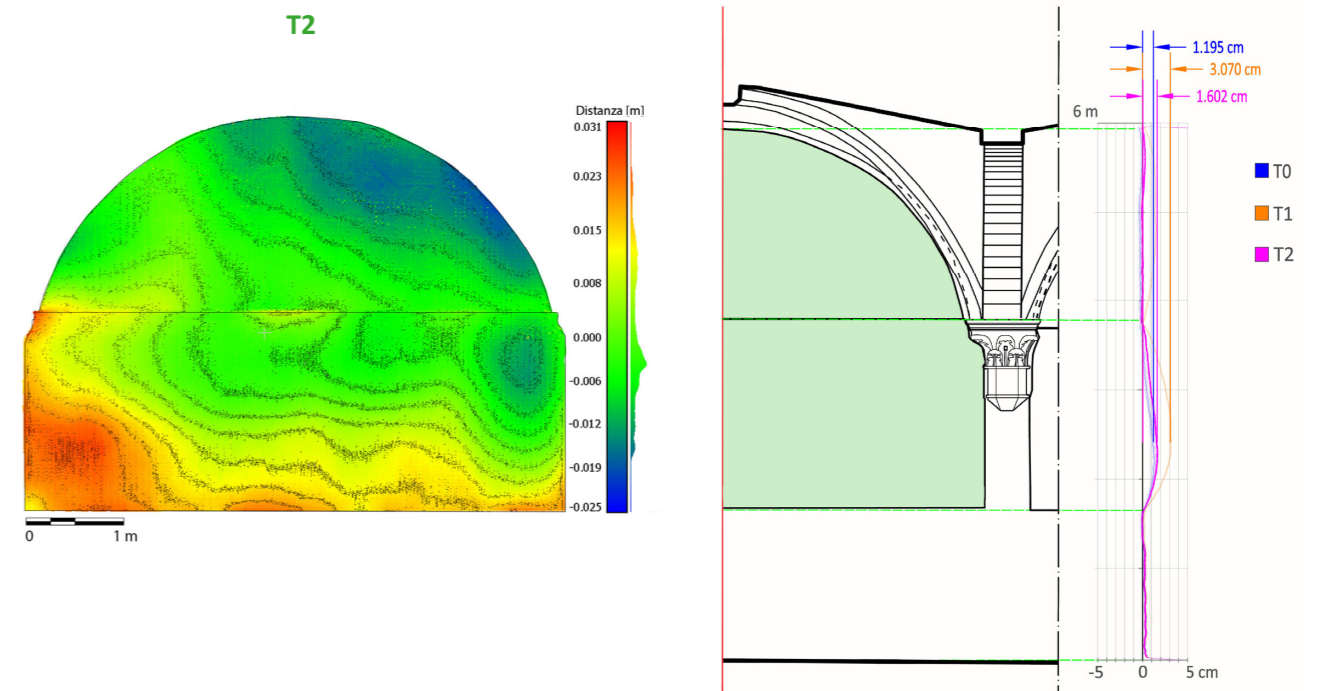 T2
Distanza [m]
0.031
0.023
0.015
0.008
0.000
-0.006
-0.012
-0.019
-0.025
0
1 m
1.195 cm
3.070 cm
1.602 cm
6 m
T0
T1
T2
-5
0
5 cm